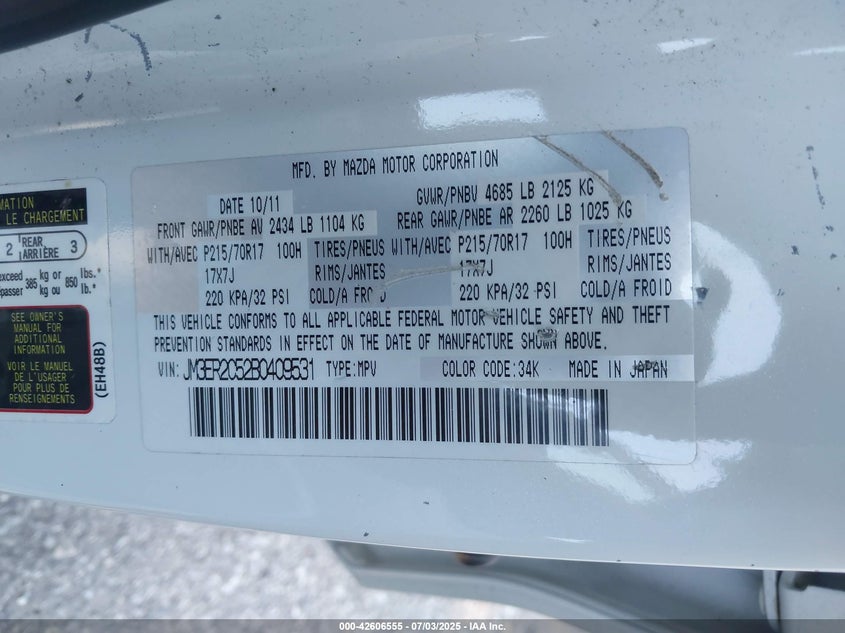 MFD. BY MAZDA MOTOR CORPORATION
DATE 10/11
GVWR/PNBV 4685 LB 2125 KG
FRONT GAWR/PNBE AV 2434 LB 1104 KG
REAR GAWR/PNBE AR 2260 LB 1025 KG
WITH/AVEC P215/70R17 100H TIRES/PNEUS WITH/AVEC P215/70R17 100H TIRES/PNEUS
17X7J RIMS/JANTES 17X7J RIMS/JANTES
220 KPA/32 PSI COLD/A FROID 220 KPA/32 PSI COLD/A FROID
THIS VEHICLE CONFORMS TO ALL APPLICABLE FEDERAL MOTOR VEHICLE SAFETY AND THEFT
PREVENTION STANDARDS IN EFFECT ON THE DATE OF MANUFACTURE SHOWN ABOVE.
VIN: JM3ER2C52B0409531 TYPE:MPV COLOR CODE:34K MADE IN JAPAN
LE CHARGEMENT
2 REAR ARRIÈRE 3
exceed 385 kg or 850 lbs.*
kg ou lb.*
SEE OWNER'S
MANUAL FOR
ADDITIONAL
INFORMATION
VOIR LE MANUEL
DE L'USAGER
POUR PLUS DE
RENSEIGNEMENTS
(EH48B)
000-42606555 - 07/03/2025 - IAA Inc.